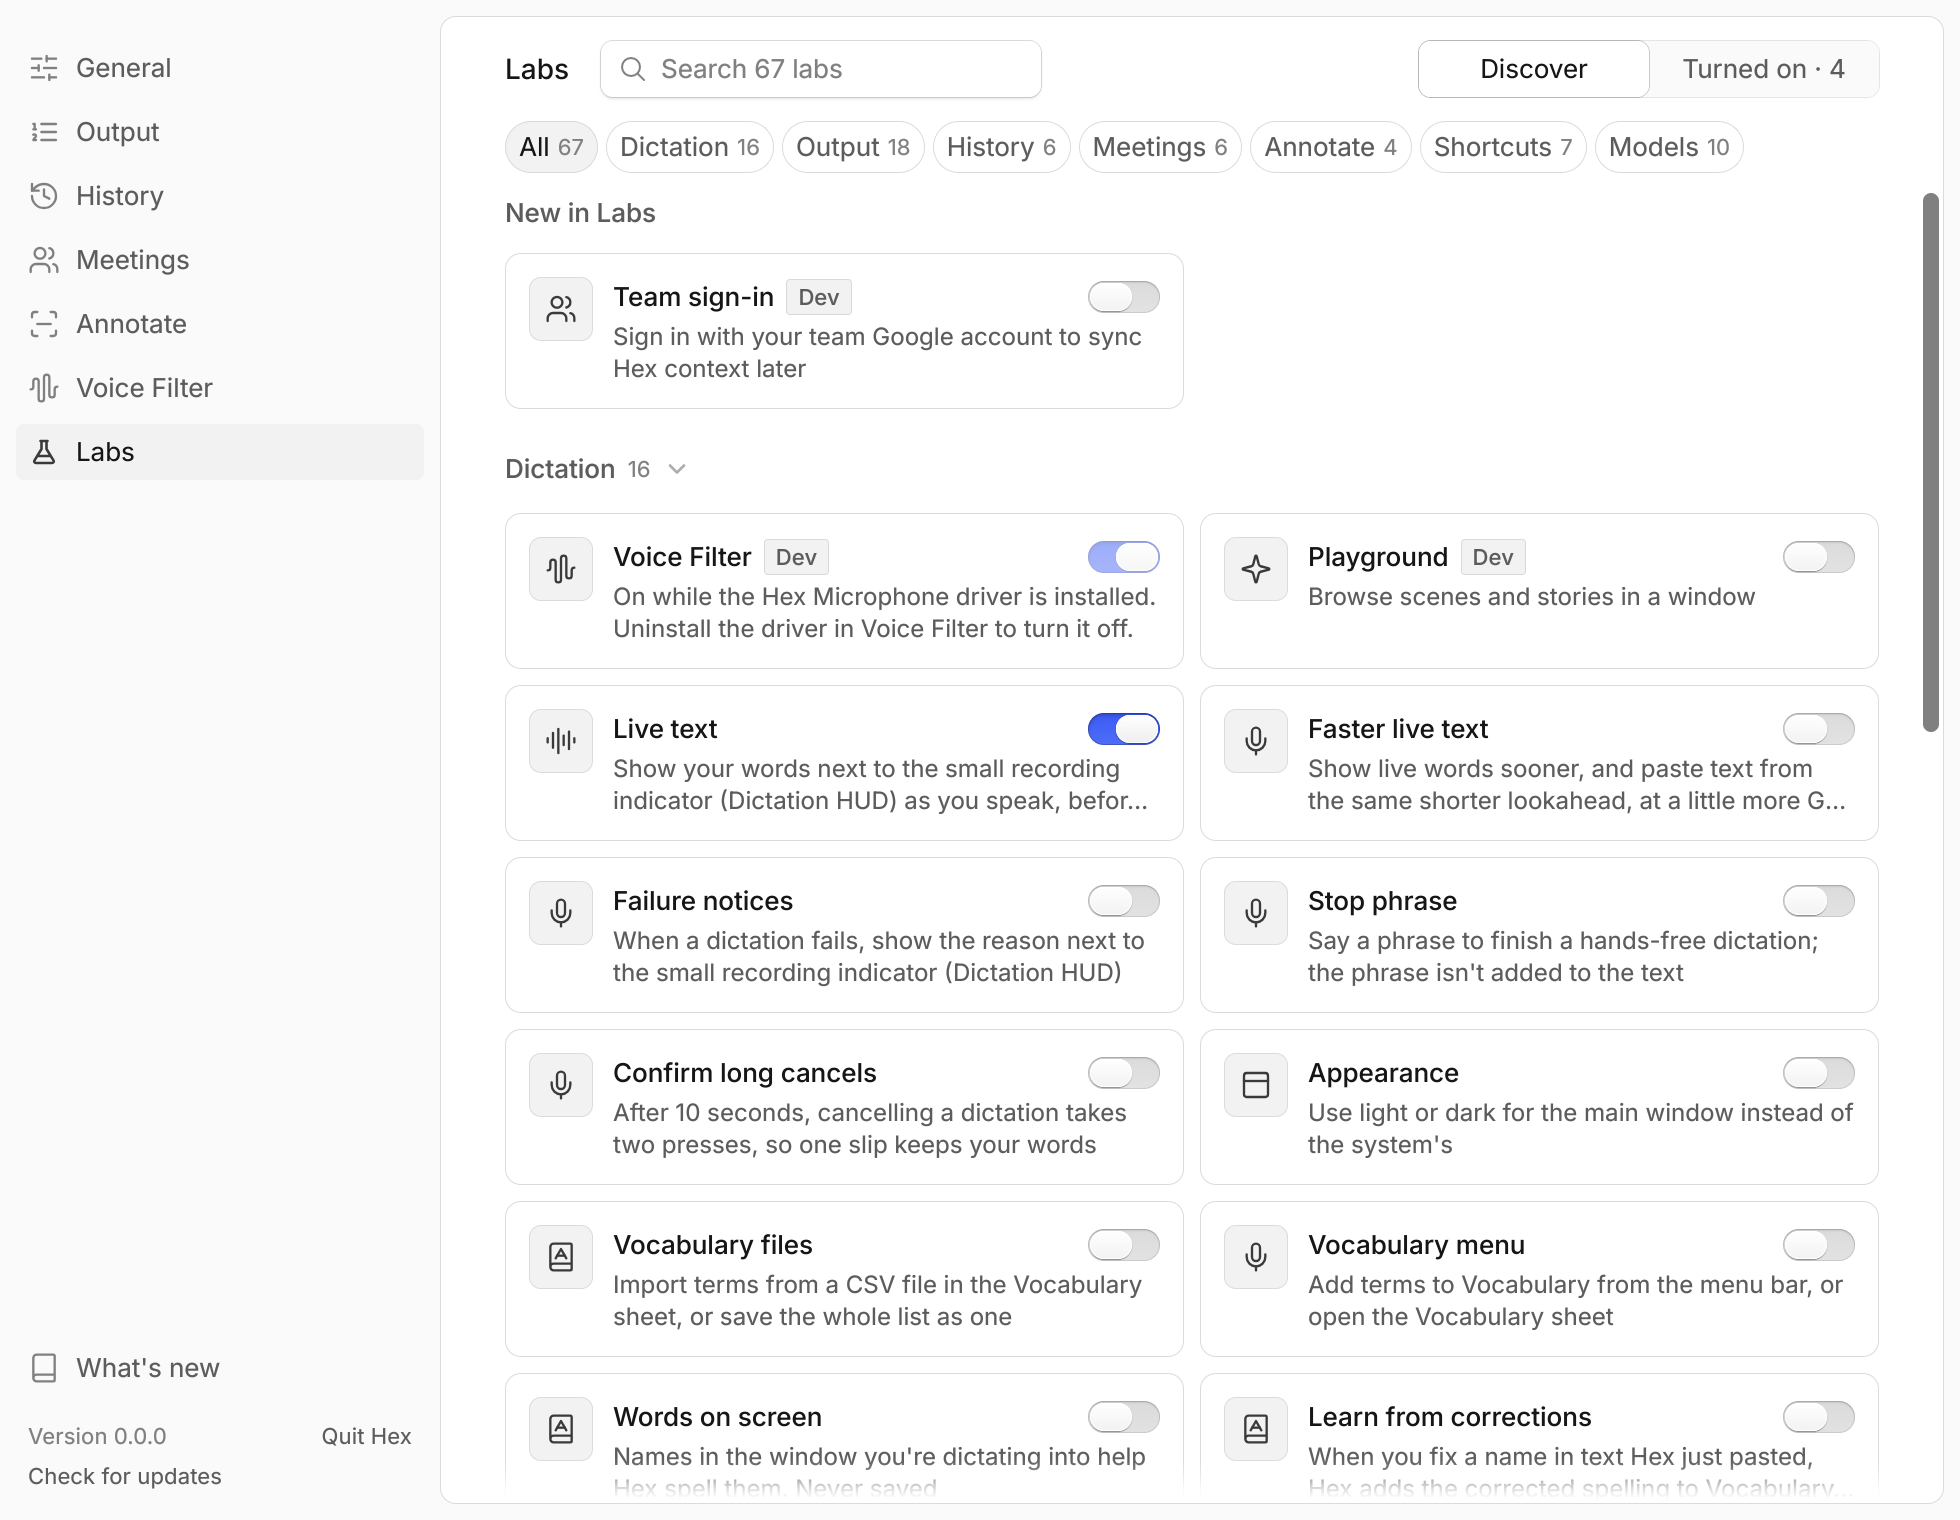 General
Output
History
Meetings
Annotate
Voice Filter
Labs
What's new
Version 0.0.0
Quit Hex
Check for updates
Labs
Search 67 labs
Discover
Turned on · 4
All 67
Dictation 16
Output 18
History 6
Meetings 6
Annotate 4
Shortcuts 7
Models 10
New in Labs
Team sign-in Dev
Sign in with your team Google account to sync
Hex context later
Dictation 16
Voice Filter Dev
On while the Hex Microphone driver is installed.
Uninstall the driver in Voice Filter to turn it off.
Playground Dev
Browse scenes and stories in a window
Live text
Show your words next to the small recording
indicator (Dictation HUD) as you speak, befor...
Faster live text
Show live words sooner, and paste text from
the same shorter lookahead, at a little more G...
Failure notices
When a dictation fails, show the reason next to
the small recording indicator (Dictation HUD)
Stop phrase
Say a phrase to finish a hands-free dictation;
the phrase isn't added to the text
Confirm long cancels
After 10 seconds, cancelling a dictation takes
two presses, so one slip keeps your words
Appearance
Use light or dark for the main window instead of
the system's
Vocabulary files
Import terms from a CSV file in the Vocabulary
sheet, or save the whole list as one
Vocabulary menu
Add terms to Vocabulary from the menu bar, or
open the Vocabulary sheet
Words on screen
Names in the window you're dictating into help
Hex spell them. Never saved
Learn from corrections
When you fix a name in text Hex just pasted,
Hex adds the corrected spelling to Vocabulary...